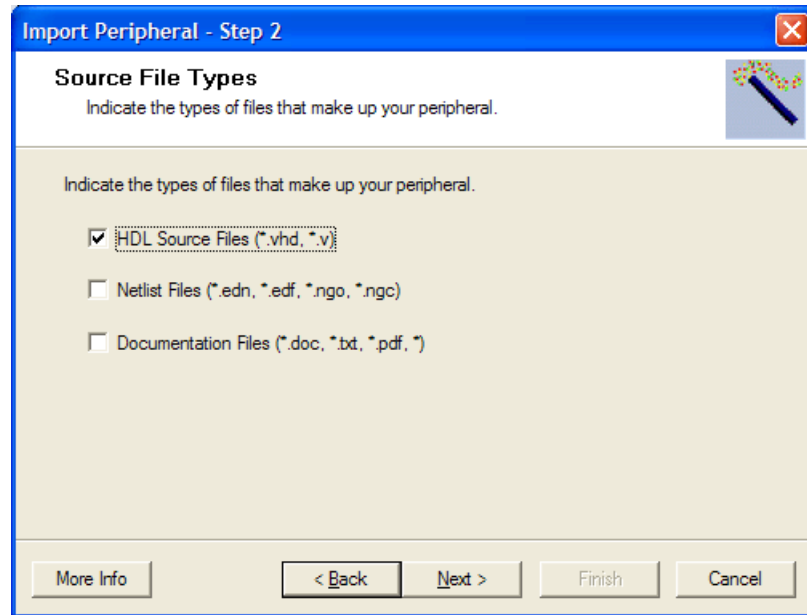 Import Peripheral - Step 2
Source File Types
Indicate the types of files that make up your peripheral.
Indicate the types of files that make up your peripheral.
HDL Source Files (*.vhd, *.v)
Netlist Files (*.edn, *.edf, *.ngo, *.ngc)
Documentation Files (*.doc, *.txt, *.pdf, *)
More Info
< Back
Next >
Finish
Cancel